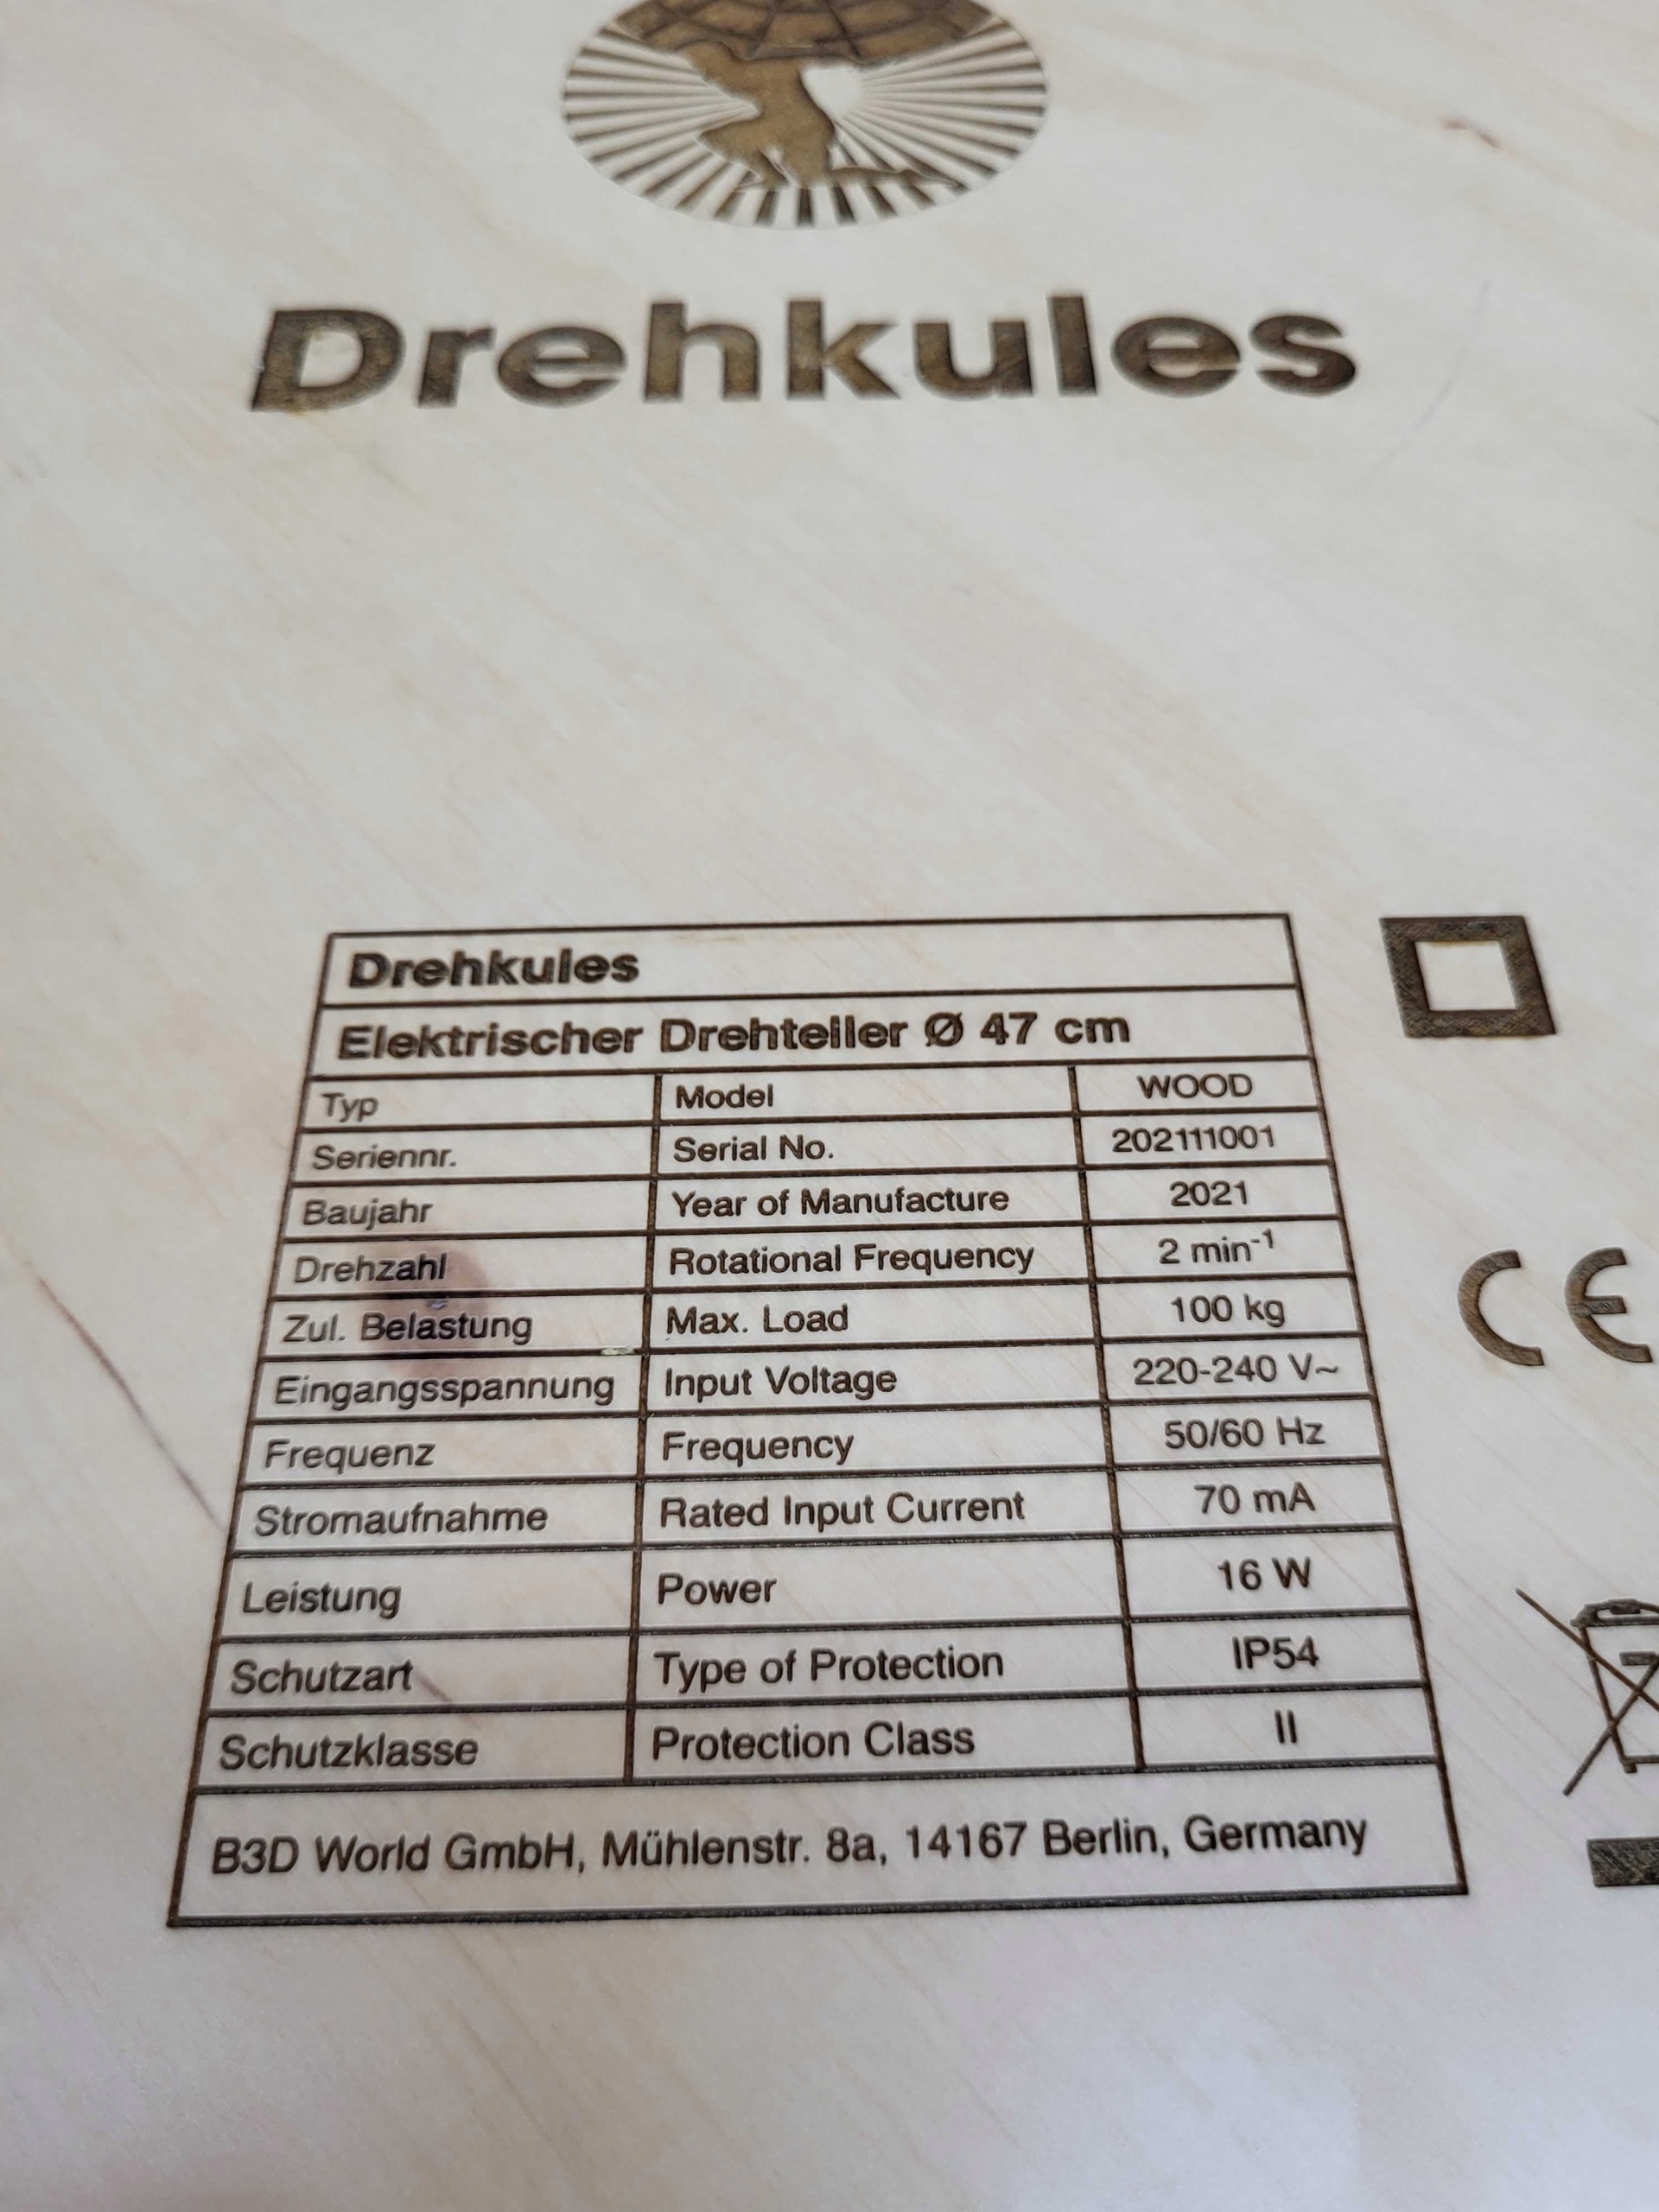 Drehkules
Drehkules
Elektrischer Drehteller Ø 47 cm
Typ Model WOOD
Seriennr. Serial No. 202111001
Baujahr Year of Manufacture 2021
Drehzahl Rotational Frequency 2 min⁻¹
Zul. Belastung Max. Load 100 kg
Eingangsspannung Input Voltage 220-240 V~
Frequenz Frequency 50/60 Hz
Stromaufnahme Rated Input Current 70 mA
Leistung Power 16 W
Schutzart Type of Protection IP54
Schutzklasse Protection Class II
B3D World GmbH, Mühlenstr. 8a, 14167 Berlin, Germany
CE